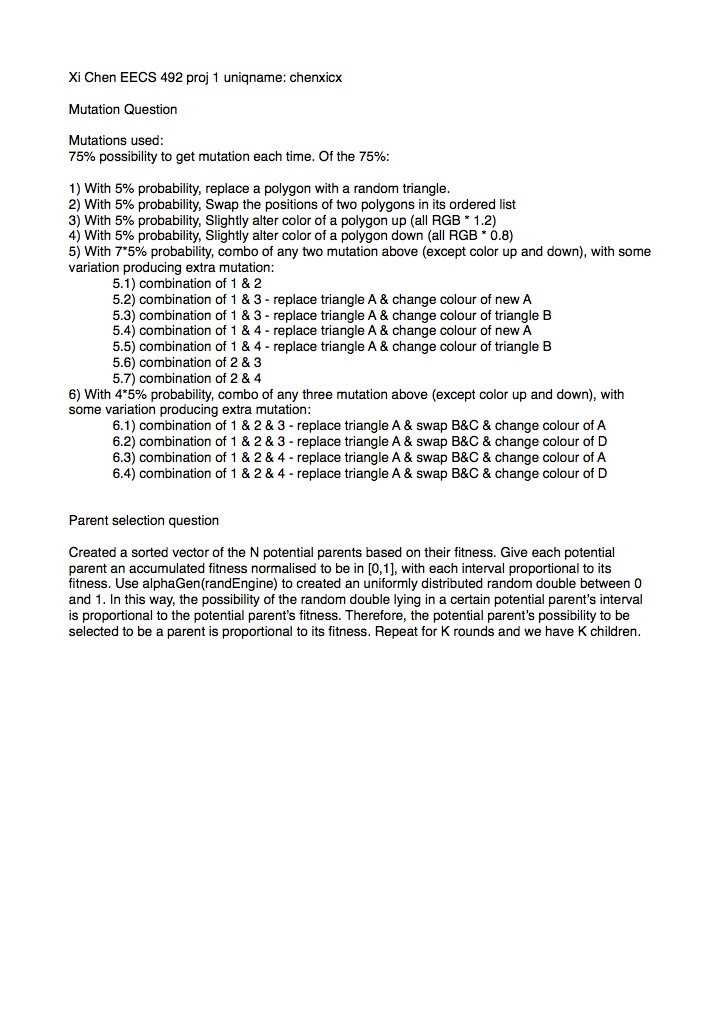 Xi Chen EECS 492 proj 1 uniqname: chenxicx
Mutation Question
Mutations used:
75% possibility to get mutation each time. Of the 75%:
1) With 5% probability, replace a polygon with a random triangle.
2) With 5% probability, Swap the positions of two polygons in its ordered list
3) With 5% probability, Slightly alter color of a polygon up (all RGB * 1.2)
4) With 5% probability, Slightly alter color of a polygon down (all RGB * 0.8)
5) With 7*5% probability, combo of any two mutation above (except color up and down), with some
variation producing extra mutation:
5.1) combination of 1 & 2
5.2) combination of 1 & 3 - replace triangle A & change colour of new A
5.3) combination of 1 & 3 - replace triangle A & change colour of triangle B
5.4) combination of 1 & 4 - replace triangle A & change colour of new A
5.5) combination of 1 & 4 - replace triangle A & change colour of triangle B
5.6) combination of 2 & 3
5.7) combination of 2 & 4
6) With 4*5% probability, combo of any three mutation above (except color up and down), with
some variation producing extra mutation:
6.1) combination of 1 & 2 & 3 - replace triangle A & swap B&C & change colour of A
6.2) combination of 1 & 2 & 3 - replace triangle A & swap B&C & change colour of D
6.3) combination of 1 & 2 & 4 - replace triangle A & swap B&C & change colour of A
6.4) combination of 1 & 2 & 4 - replace triangle A & swap B&C & change colour of D
Parent selection question
Created a sorted vector of the N potential parents based on their fitness. Give each potential
parent an accumulated fitness normalised to be in [0,1], with each interval proportional to its
fitness. Use alphaGen(randEngine) to created an uniformly distributed random double between 0
and 1. In this way, the possibility of the random double lying in a certain potential parent's interval
is proportional to the potential parent's fitness. Therefore, the potential parent's possibility to be
selected to be a parent is proportional to its fitness. Repeat for K rounds and we have K children.